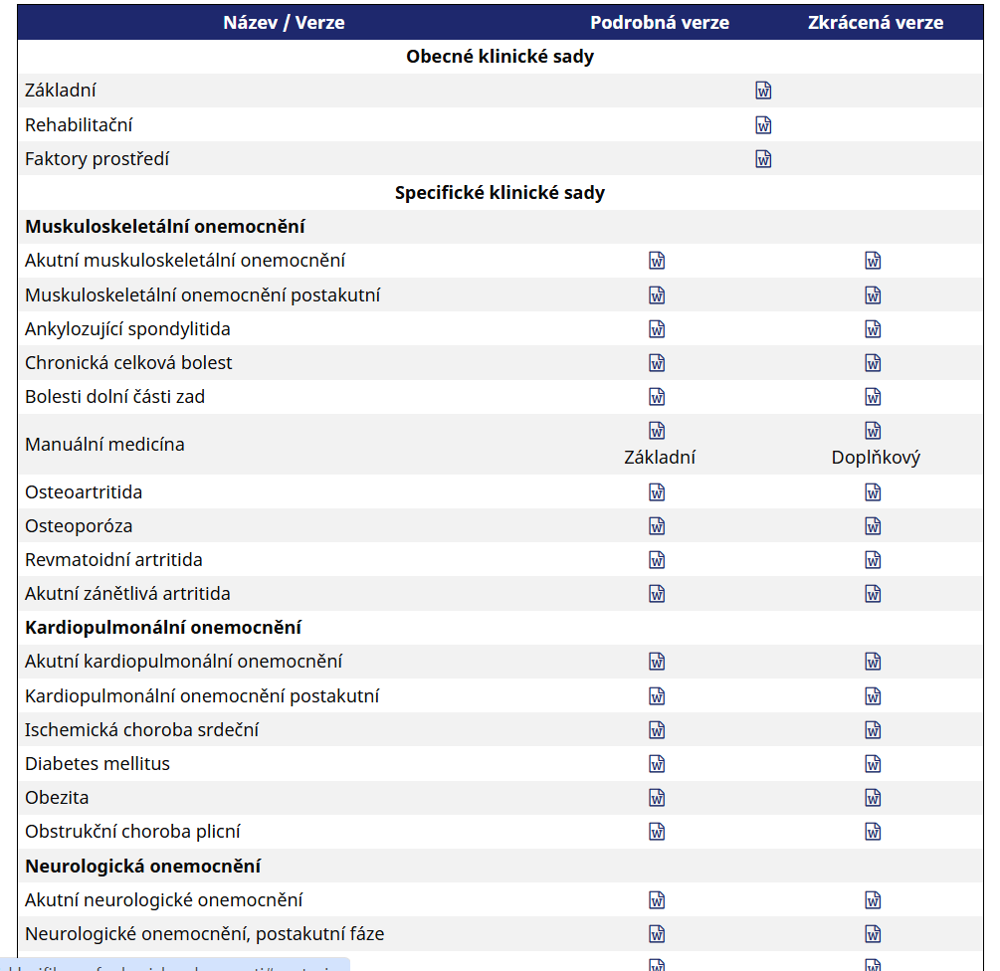 Název / Verze Podrobná verze Zkrácená verze
Obecné klinické sady
Základní
Rehabilitační
Faktory prostředí
Specifické klinické sady
Muskuloskeletální onemocnění
Akutní muskuloskeletální onemocnění
Muskuloskeletální onemocnění postakutní
Ankylozující spondylitida
Chronická celková bolest
Bolesti dolní části zad
Manuální medicína
Základní Doplňkový
Osteoartritida
Osteoporóza
Revmatoidní artritida
Akutní zánětlivá artritida
Kardiopulmonální onemocnění
Akutní kardiopulmonální onemocnění
Kardiopulmonální onemocnění postakutní
Ischemická choroba srdeční
Diabetes mellitus
Obezita
Obstrukční choroba plicní
Neurologická onemocnění
Akutní neurologické onemocnění
Neurologické onemocnění, postakutní fáze